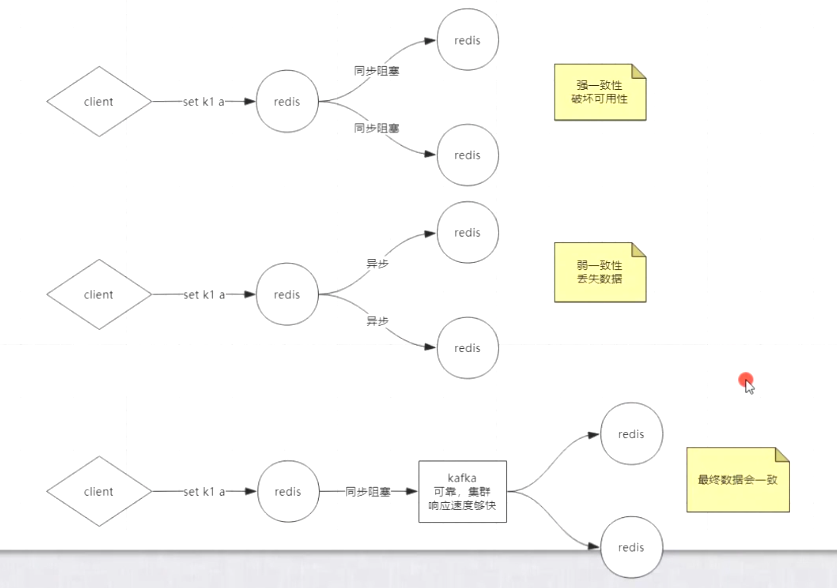 redis
同步阻塞
client
set k1 a
redis
同步阻塞
redis
强一致性
破坏可用性
redis
异步
client
set k1 a
redis
异步
redis
弱一致性
丢失数据
redis
client
set k1 a
redis
同步阻塞
kafka
可靠，集群
响应速度够快
redis
最终数据会一致